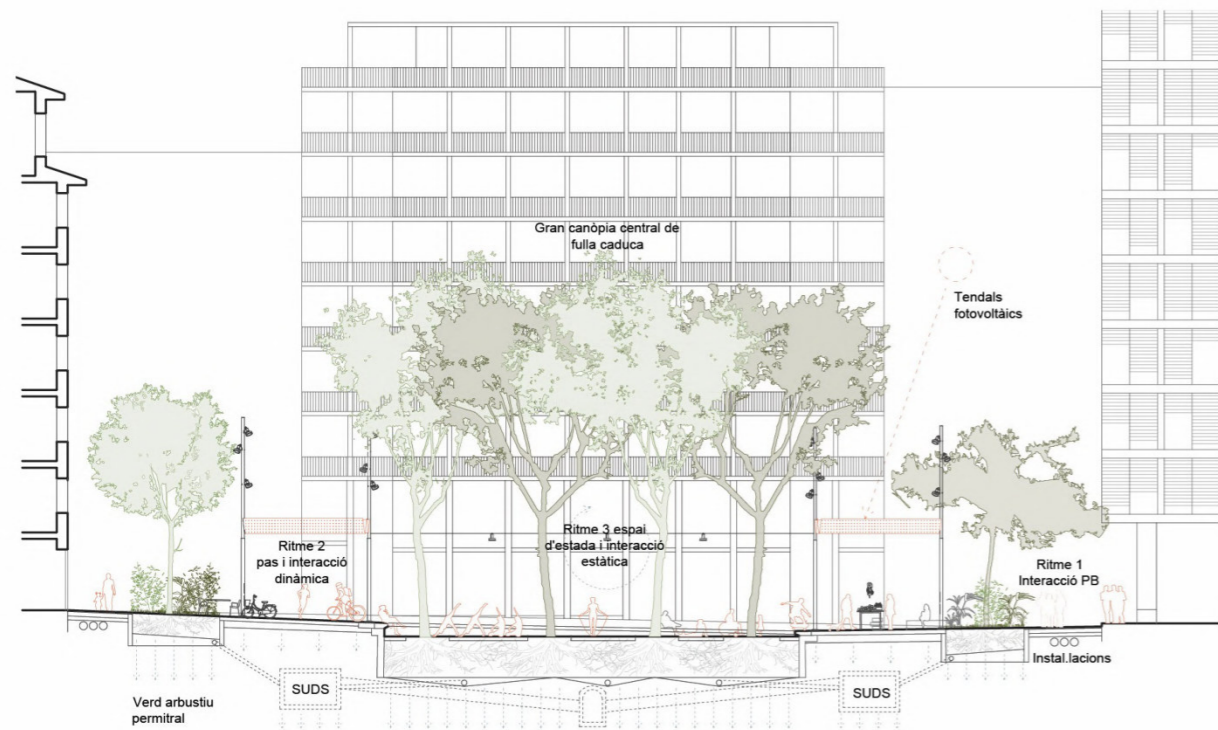 Gran canòpia central de
fulla caduca
Tendals
fotovoltàics
Ritme 2
pas i interacció
dinàmica
Ritme 3 espai
d'estada i interacció
estàtica
Ritme 1
Interacció PB
Instal.lacions
SUDS
SUDS
Verd arbustiu
permitral